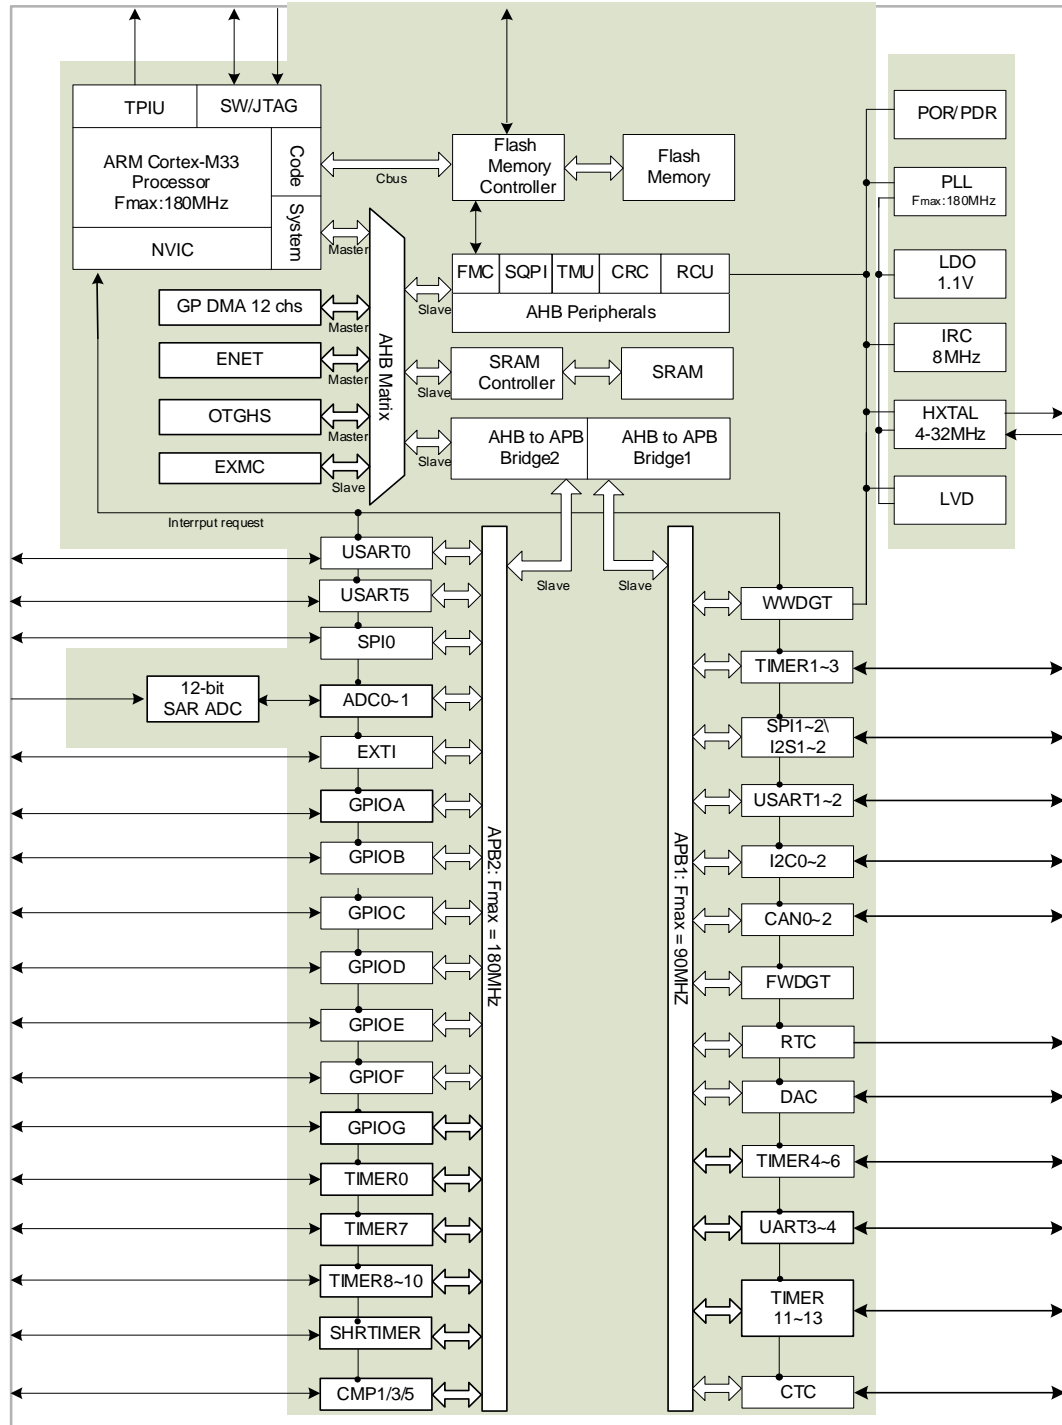 TPIU
SW/JTAG
ARM Cortex-M33
Processor
Fmax:180MHz
Code
System
NVIC
Cbus
Flash
Memory
Controller
Flash
Memory
POR/PDR
PLL
Fmax:180MHz
LDO
1.1V
IRC
8MHz
HXTAL
4-32MHz
LVD
Master
FMC
SQPI
TMU
CRC
RCU
AHB Peripherals
Slave
GP DMA 12 chs
Master
ENET
Master
OTGHS
Master
EXMC
Slave
AHB Matrix
SRAM
Controller
SRAM
Slave
AHB to APB
Bridge2
AHB to APB
Bridge1
Slave
Interrput request
Slave
Slave
USART0
USART5
SPI0
12-bit
SAR ADC
ADC0~1
EXTI
GPIOA
GPIOB
GPIOC
GPIOD
GPIOE
GPIOF
GPIOG
TIMER0
TIMER7
TIMER8~10
SHRTIMER
CMP1/3/5
APB2: Fmax = 180MHz
APB1: Fmax = 90MHZ
WWDGT
TIMER1~3
SPI1~2\
I2S1~2
USART1~2
I2C0~2
CAN0~2
FWDGT
RTC
DAC
TIMER4~6
UART3~4
TIMER
11~13
CTC